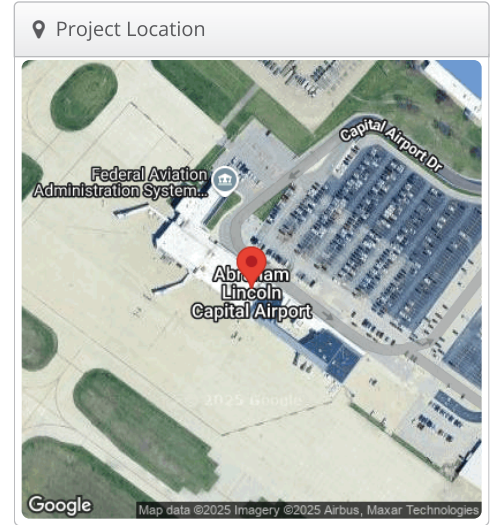 Project Location
Capital Airport Dr
Federal Aviation
Administration System...
Abraham
Lincoln
Capital Airport
2025 Google
Google
Map data ©2025 Imagery ©2025 Airbus, Maxar Technologies